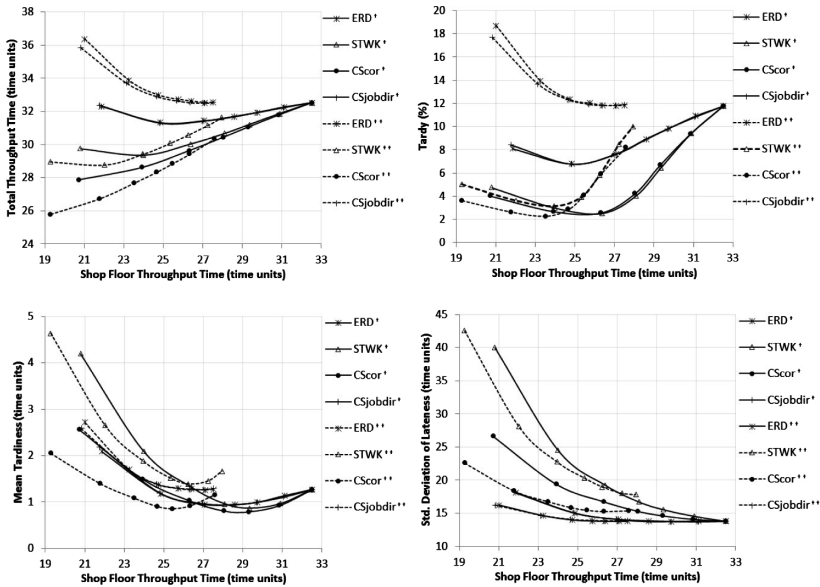 Total Throughput Time (time units)
36
38
34
32
30
28
26
24
19 21 23 25 27 29 31 33
Shop Floor Throughput Time (time units)
ERD†
STWK†
CScor†
CSjobdir†
ERD††
STWK††
CScor††
CSjobdir††
Tardy (%)
20
18
16
14
12
10
8
6
4
2
0
19 21 23 25 27 29 31 33
Shop Floor Throughput Time (time units)
ERD†
STWK†
CScor†
CSjobdir†
ERD††
STWK††
CScor††
CSjobdir††
Mean Tardiness (time units)
5
4
3
2
1
0
19 21 23 25 27 29 31 33
Shop Floor Throughput Time (time units)
ERD†
STWK†
CScor†
CSjobdir†
ERD††
STWK††
CScor††
CSjobdir††
Std. Deviation of Lateness (time units)
45
40
35
30
25
20
15
10
19 21 23 25 27 29 31 33
Shop Floor Throughput Time (time units)
ERD†
STWK†
CScor†
CSjobdir†
ERD††
STWK††
CScor††
CSjobdir††